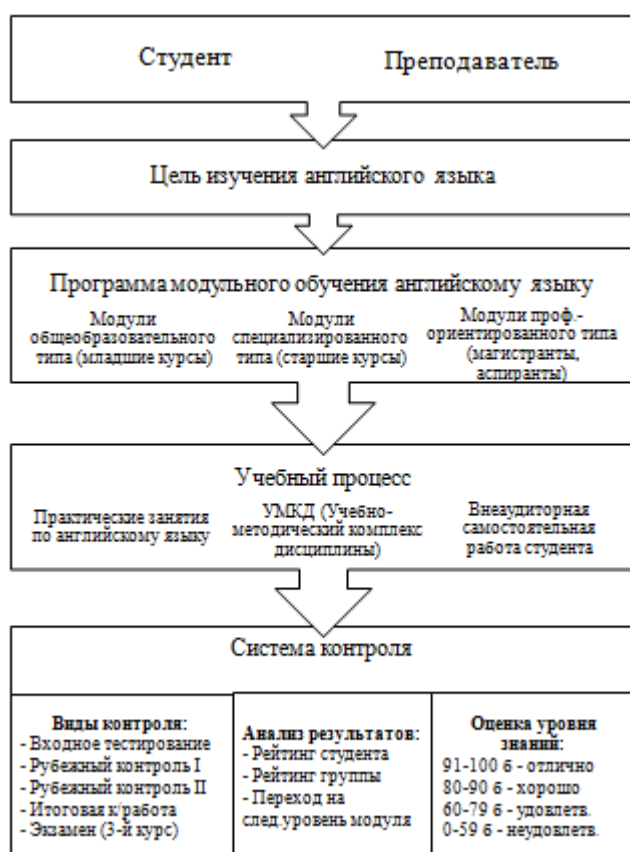 Студент
Преподаватель
Цель изучения английского языка
Программа модульного обучения английскому языку
Модули
общеобразовательного
типа (младшие курсы)
Модули
специализированного
типа (старшие курсы)
Модули проф.-
ориентированного типа
(магистранты,
аспиранты)
Учебный процесс
Практические занятия
по английскому языку
УМКД (Учебно-
методический комплекс
дисциплины)
Внеаудиторная
самостоятельная
работа студента
Система контроля
Виды контроля:
- Входное тестирование
- Рубежный контроль I
- Рубежный контроль II
- Итоговая к/работа
- Экзамен (3-й курс)
Анализ результатов:
- Рейтинг студента
- Рейтинг группы
- Переход на
след.уровень модуля
Оценка уровня
знаний:
91-100 б - отлично
80-90 б - хорошо
60-79 б - удовлетв.
0-59 б - неудовлетв.